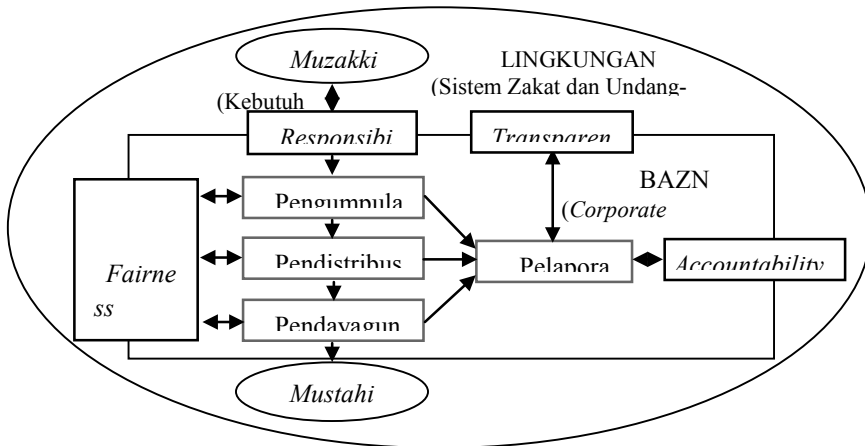 Muzakki
LINGKUNGAN
(Sistem Zakat dan Undang-
(Kebutuh
Responsibi
Transparen
Pengumpula
BAZN
(Corporate
Fairne
ss
Pendistribus
Pelapora
Accountability
Pendayagun
Mustahi